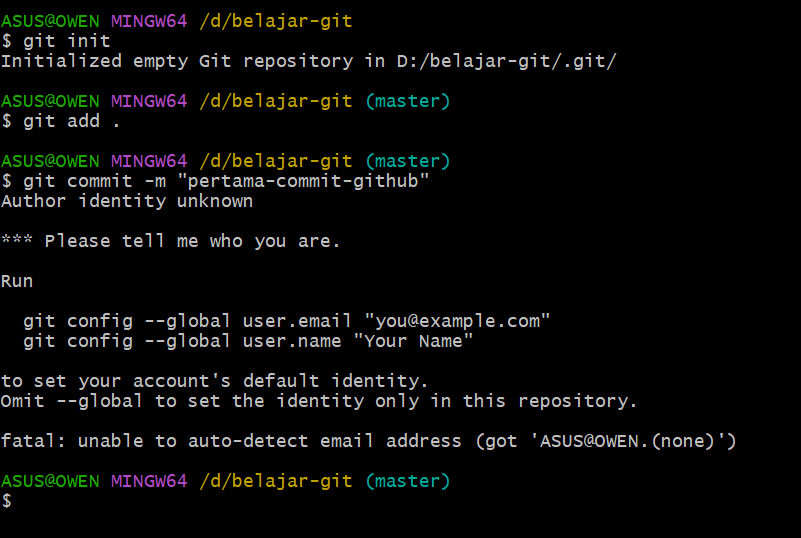 ASUS@OWEN MINGW64 /d/belajar-git
$ git init
Initialized empty Git repository in D:/belajar-git/.git/
ASUS@OWEN MINGW64 /d/belajar-git (master)
$ git add .
ASUS@OWEN MINGW64 /d/belajar-git (master)
$ git commit -m "pertama-commit-github"
Author identity unknown
*** Please tell me who you are.
Run
git config --global user.email "you@example.com"
git config --global user.name "Your Name"
to set your account's default identity.
Omit --global to set the identity only in this repository.
fatal: unable to auto-detect email address (got 'ASUS@OWEN.(none)')
ASUS@OWEN MINGW64 /d/belajar-git (master)
$